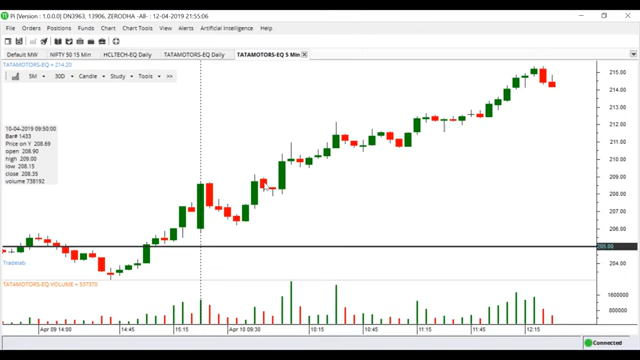 Pi [Version : 1.0.0.0] DN3963, 13906, ZERODHA -All- : 12-04-2019 21:55:06
File Orders Positions Funds Chart Chart Tools View Alerts Artificial Intelligence Help
Default MW NIFTY 50 15 Min HCLTECH-EQ Daily TATAMOTORS-EQ Daily TATAMOTORS-EQ 5 Min
TATAMOTORS-EQ = 214.20
5M 30D Candle Study Tools >>
215.00
214.00
213.00
212.00
211.00
210.00
209.00
208.00
207.00
206.00
205.00
204.00
10-04-2019 09:50:00
Bar# 1433
Price on Y 208.69
open 208.90
high 209.00
low 208.15
close 208.35
volume 738192
Tradelab
TATAMOTORS-EQ.VOLUME = 537370
1600000
800000
Apr 09 14:00 14:45 15:15 Apr 10 09:30 10:15 10:45 11:15 11:45 12:15
Connected